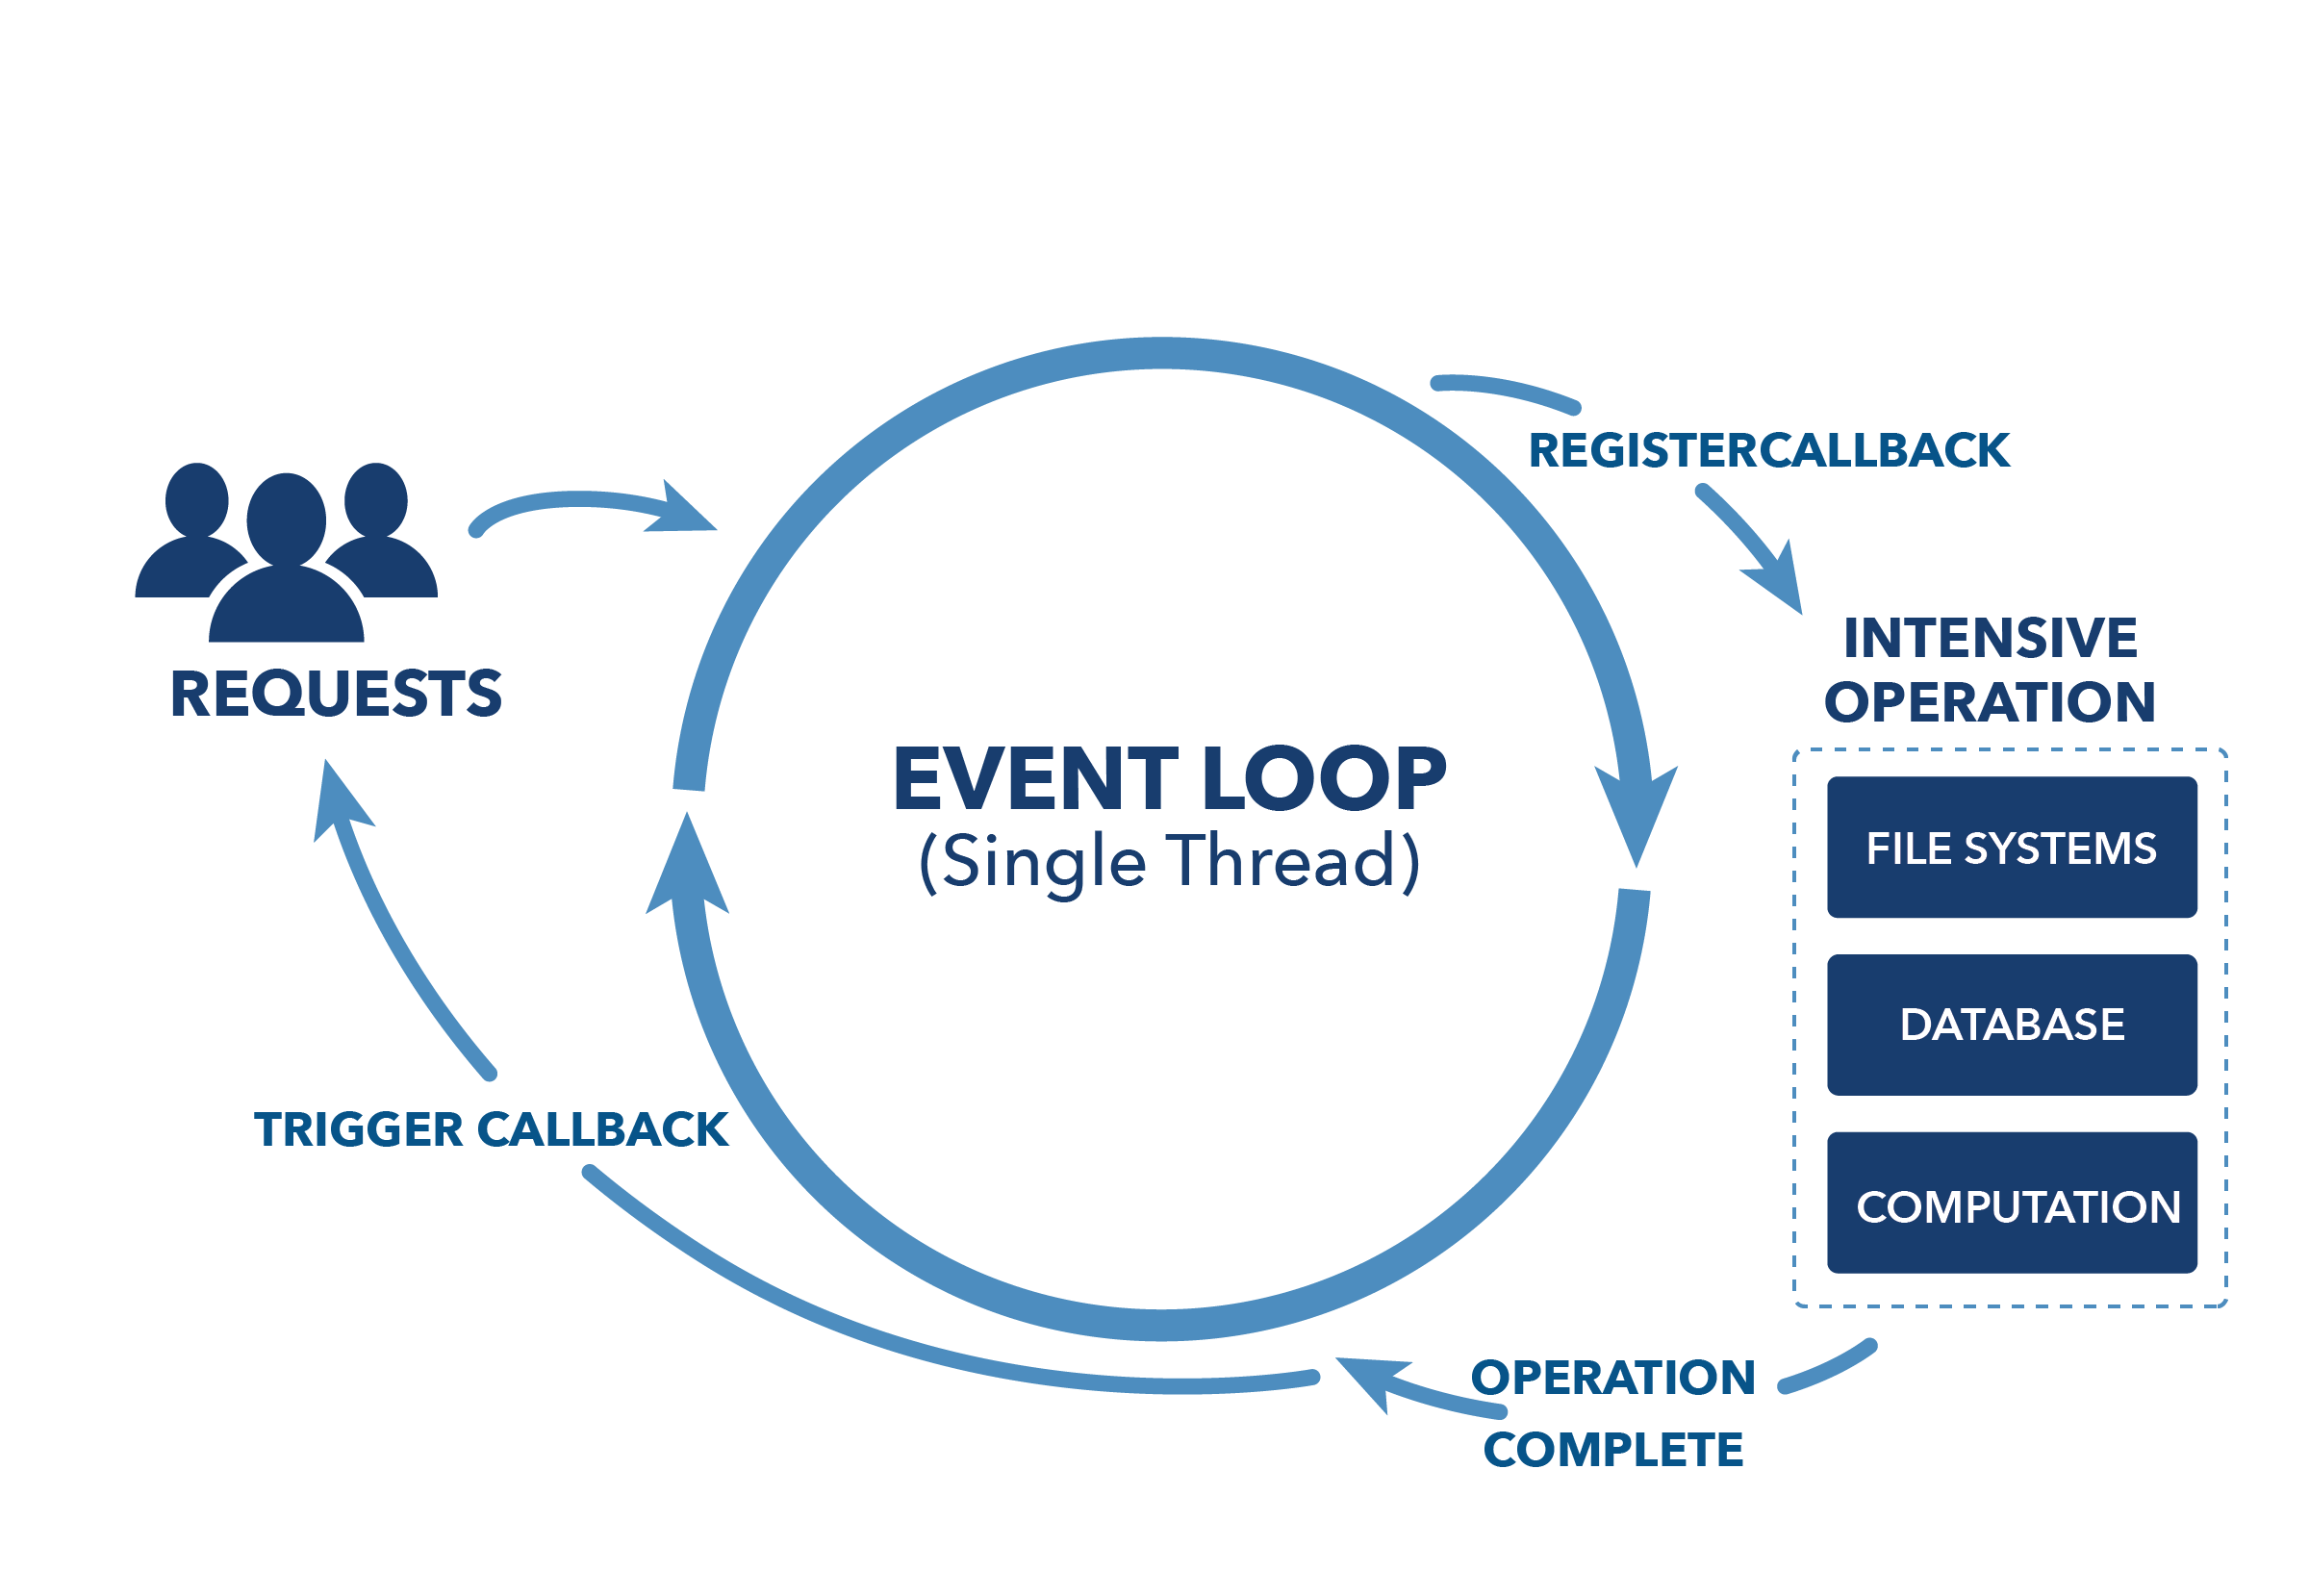 REGISTERCALLBACK
REQUESTS
INTENSIVE
OPERATION
EVENT LOOP
(Single Thread)
FILE SYSTEMS
DATABASE
COMPUTATION
TRIGGER CALLBACK
OPERATION
COMPLETE